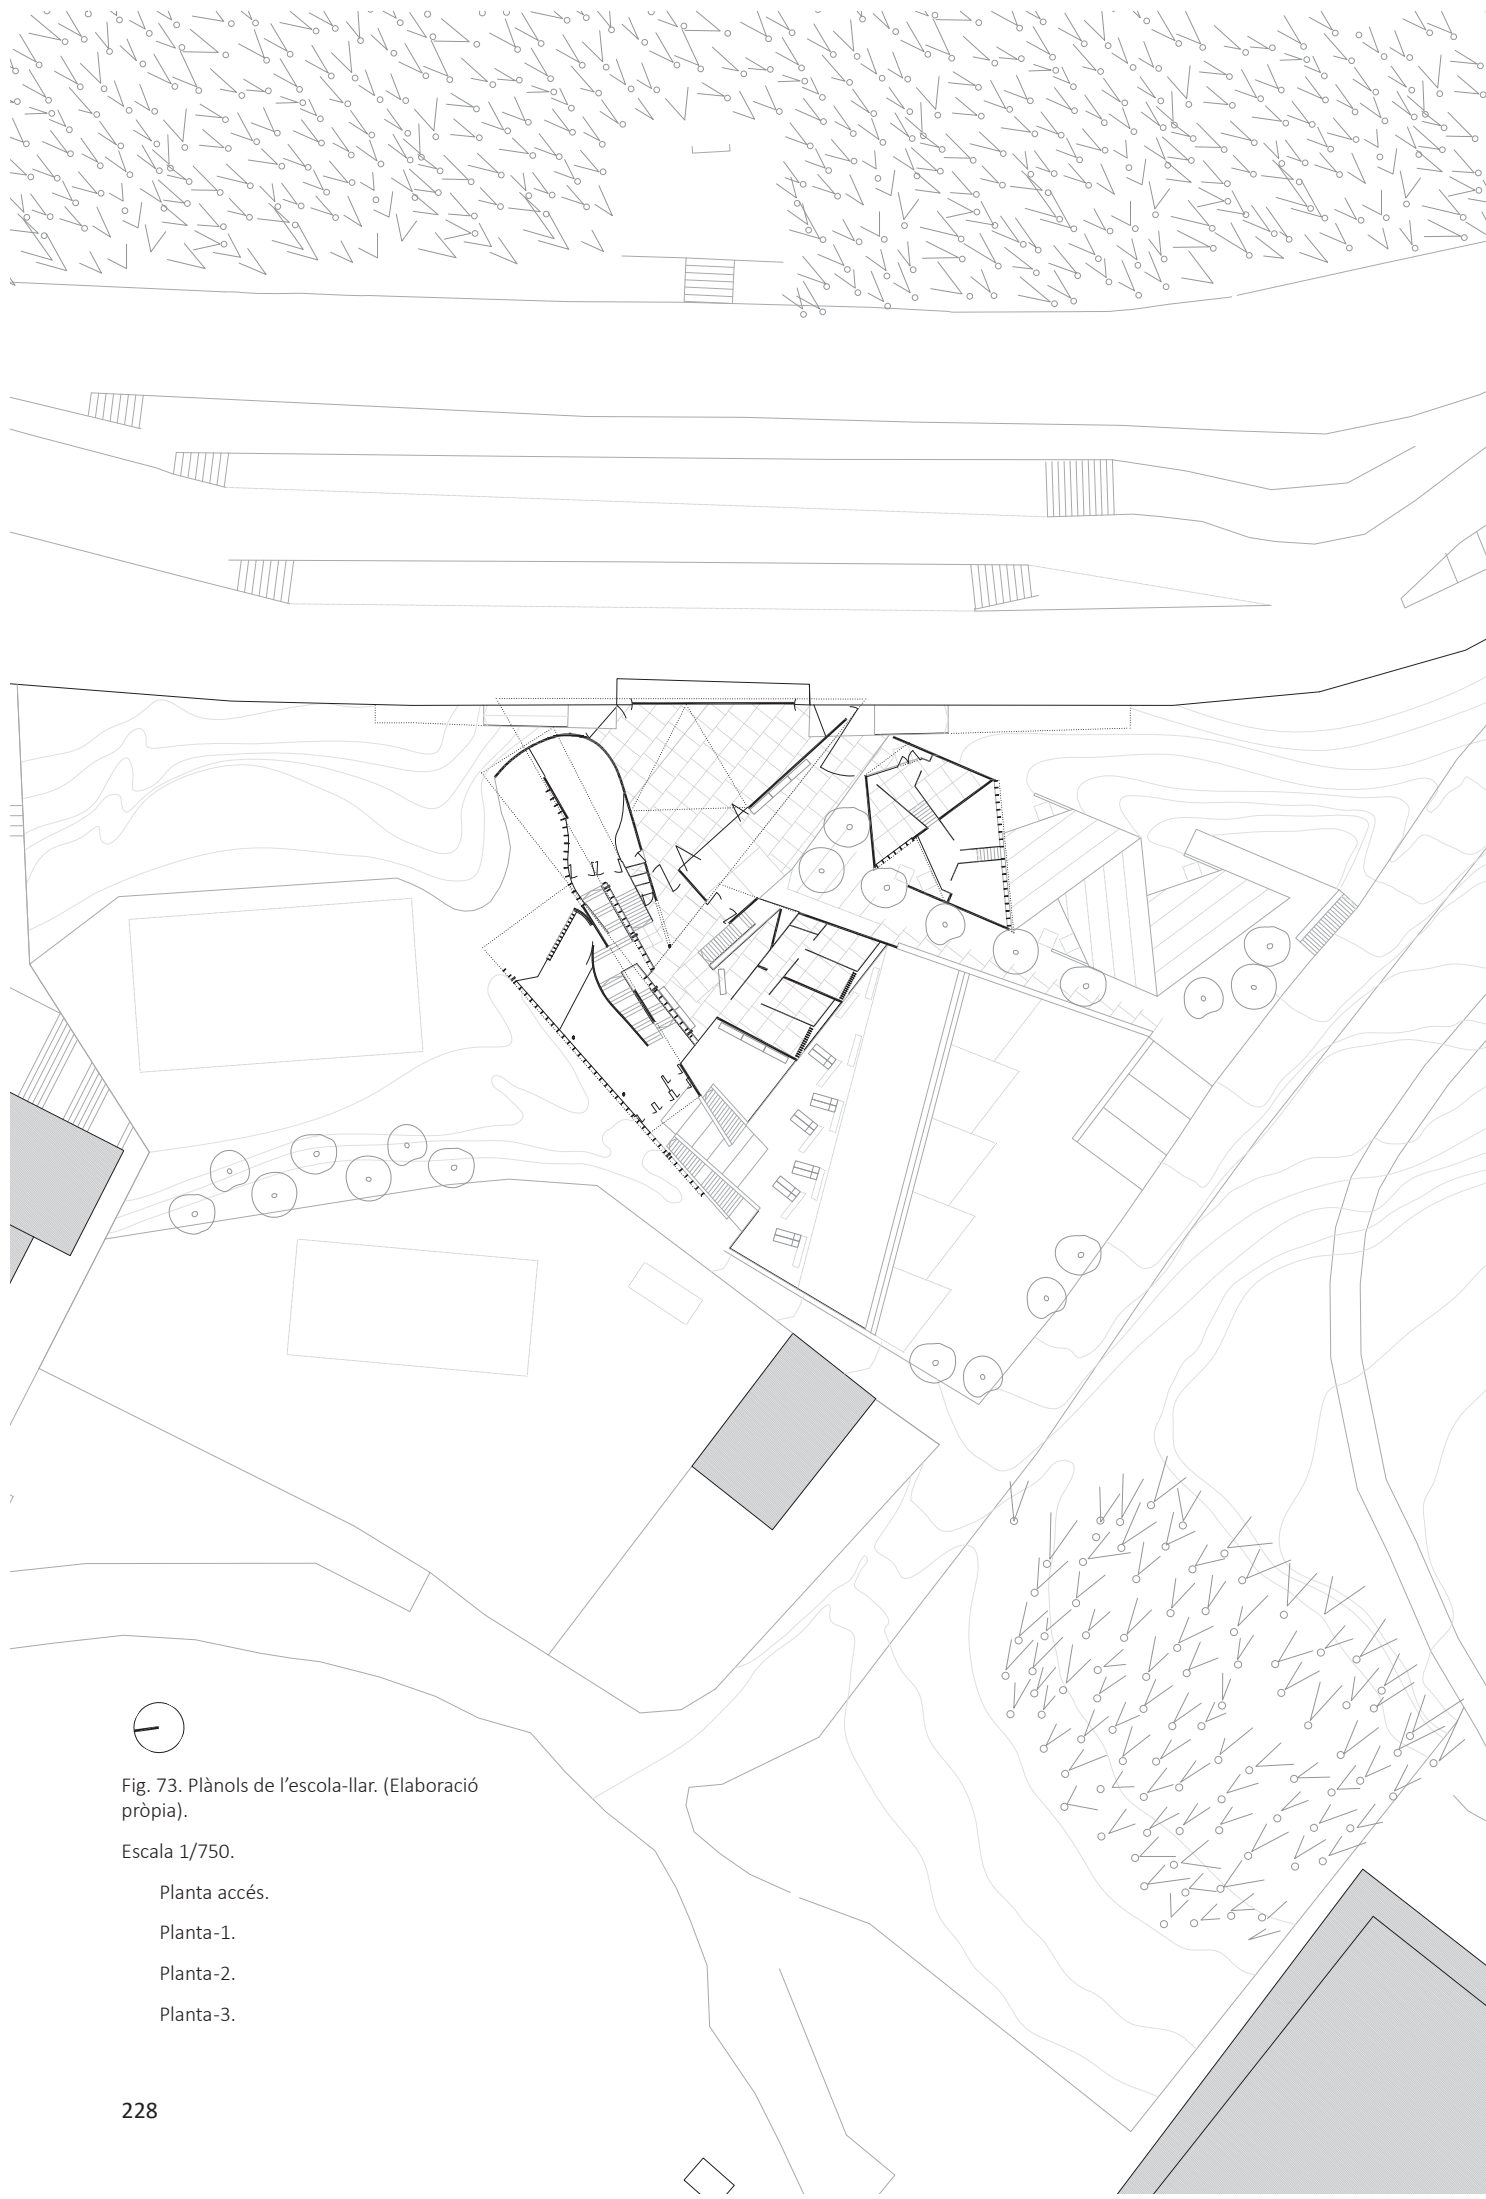 Fig. 73. Plànols de l’escola-llar. (Elaboració
pròpia).
Escala 1/750.
Planta accés.
Planta-1.
Planta-2.
Planta-3.
228